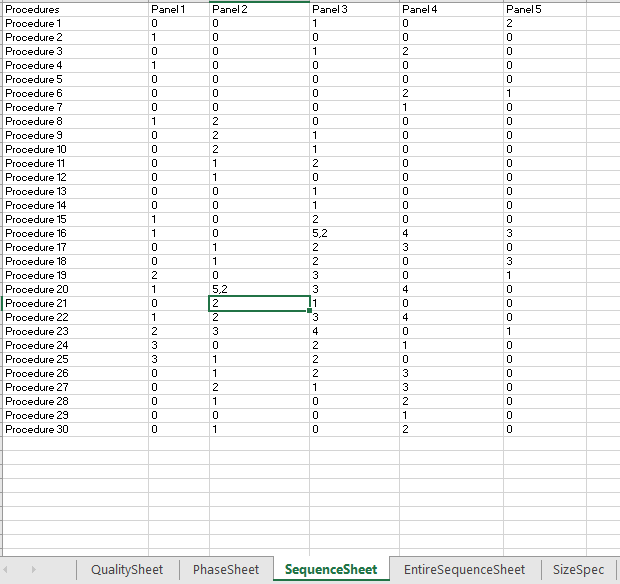 Procedures Panel 1 Panel 2 Panel 3 Panel 4 Panel 5
Procedure 1 0 0 1 0 2
Procedure 2 1 0 0 0 0
Procedure 3 0 0 1 2 0
Procedure 4 1 0 0 0 0
Procedure 5 0 0 0 0 0
Procedure 6 0 0 0 2 1
Procedure 7 0 0 0 1 0
Procedure 8 1 2 0 0 0
Procedure 9 0 2 1 0 0
Procedure 10 0 2 1 0 0
Procedure 11 0 1 2 0 0
Procedure 12 0 1 0 0 0
Procedure 13 0 0 1 0 0
Procedure 14 0 0 1 0 0
Procedure 15 1 0 2 0 0
Procedure 16 1 0 5,2 4 3
Procedure 17 0 1 2 3 0
Procedure 18 0 1 2 0 3
Procedure 19 2 0 3 0 1
Procedure 20 1 5,2 3 4 0
Procedure 21 0 2 1 0 0
Procedure 22 1 2 3 4 0
Procedure 23 2 3 4 0 1
Procedure 24 3 0 2 1 0
Procedure 25 3 1 2 0 0
Procedure 26 0 1 2 3 0
Procedure 27 0 2 1 3 0
Procedure 28 0 1 0 2 0
Procedure 29 0 0 0 1 0
Procedure 30 0 1 0 2 0
QualitySheet PhaseSheet SequenceSheet EntireSequenceSheet SizeSpec